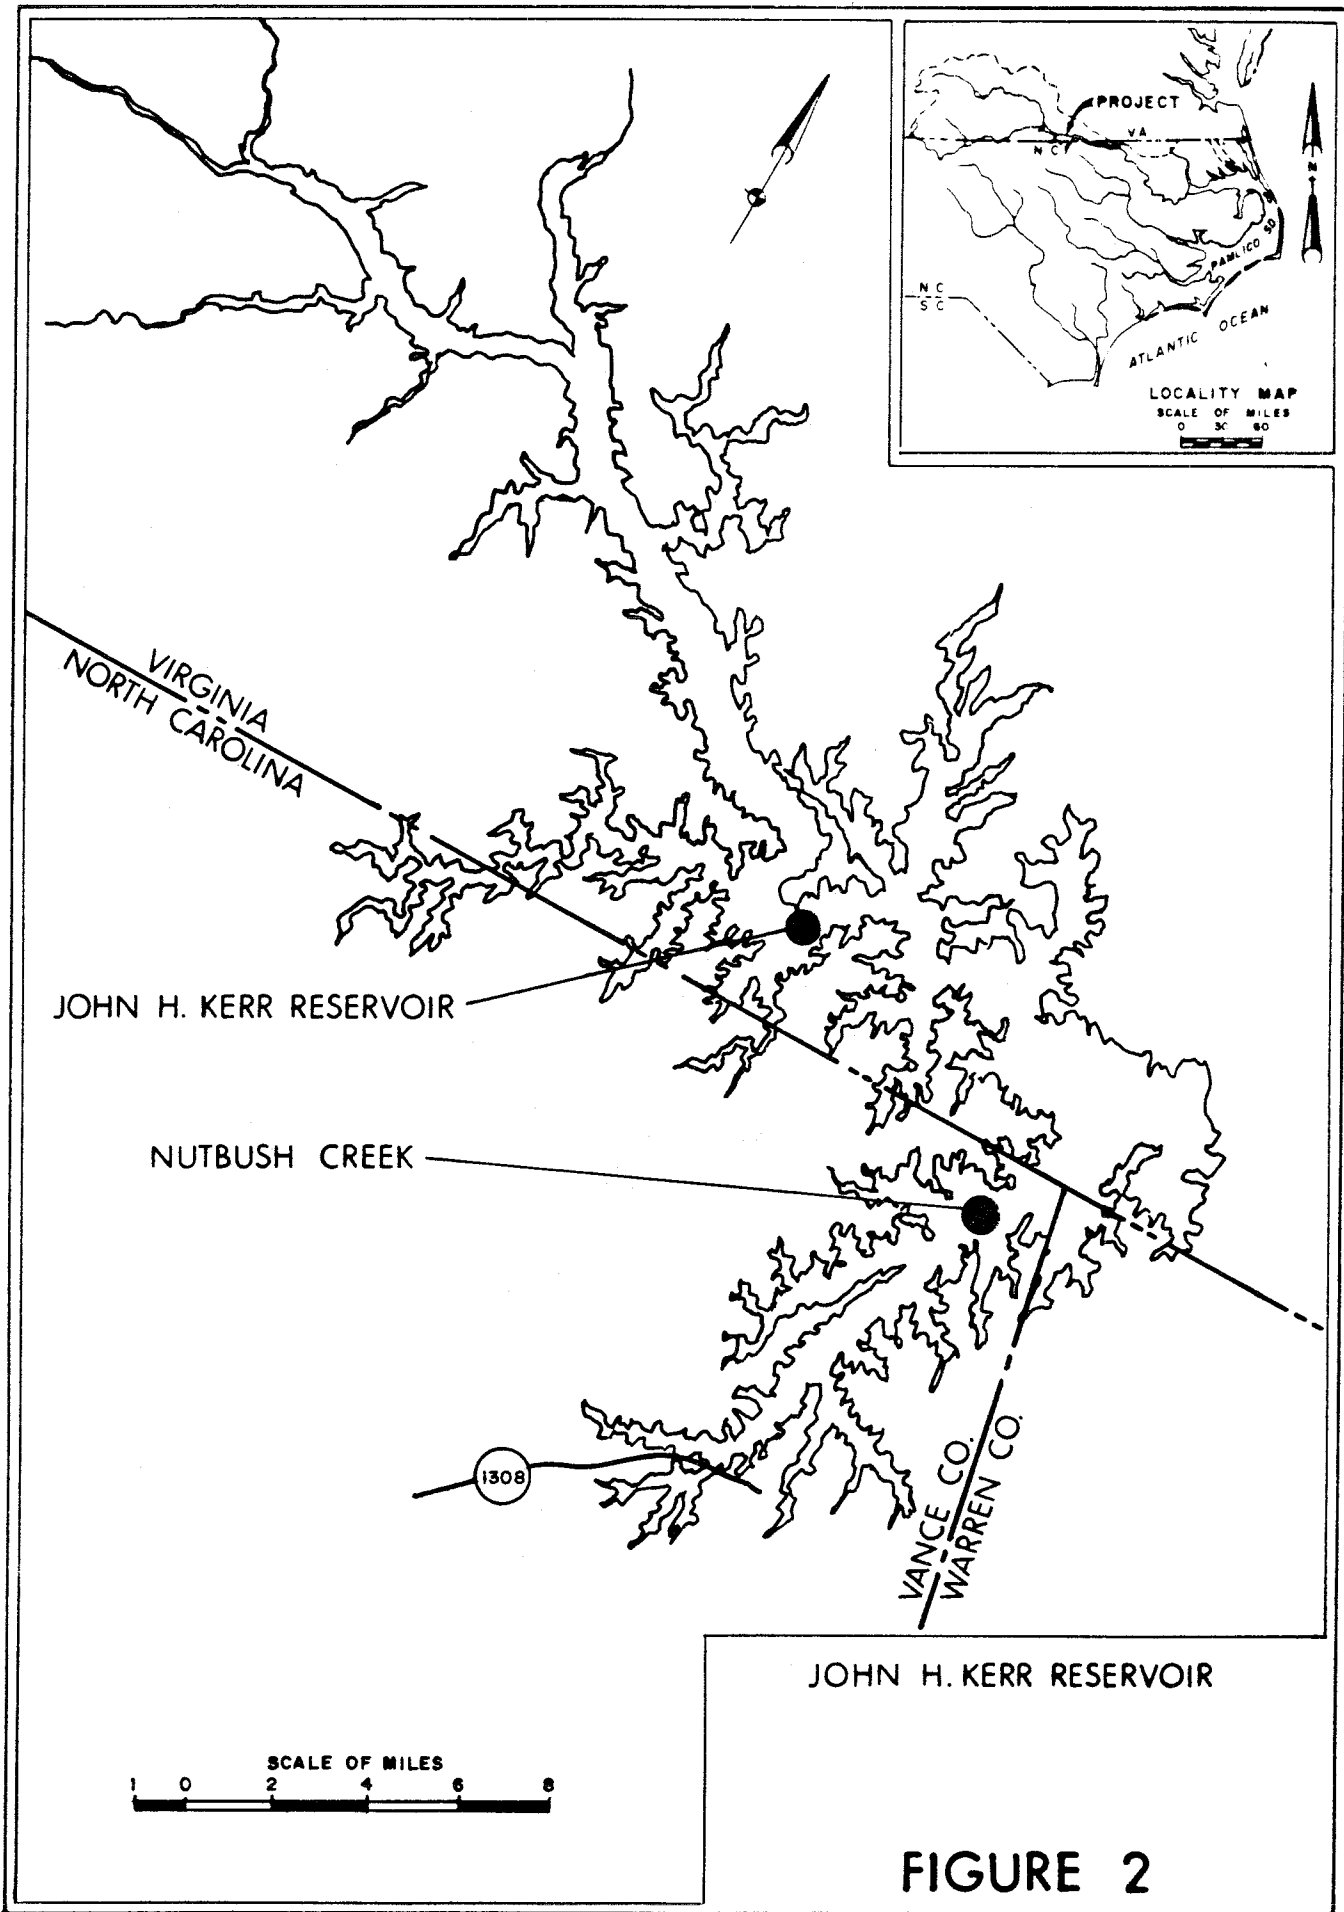 PROJECT
VA
N C
N
PAMLICO SD
N C
S C
ATLANTIC OCEAN
LOCALITY MAP
SCALE OF MILES
0 30 60
VIRGINIA
NORTH CAROLINA
JOHN H. KERR RESERVOIR
NUTBUSH CREEK
1308
VANCE CO.
WARREN CO.
JOHN H. KERR RESERVOIR
SCALE OF MILES
1 0 2 4 6 8
FIGURE 2